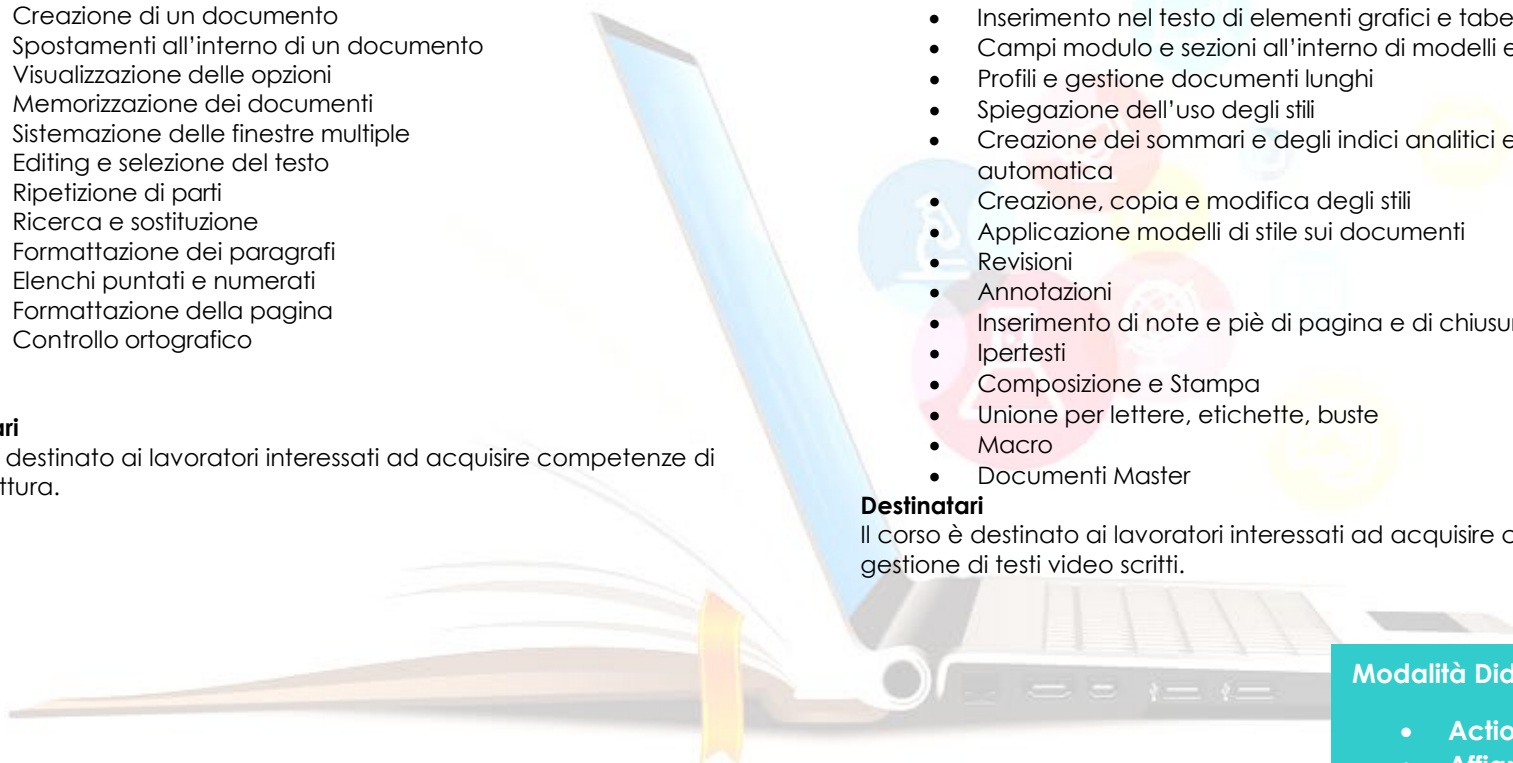 Creazione di un documento
Spostamenti all’interno di un documento
Visualizzazione delle opzioni
Memorizzazione dei documenti
Sistemazione delle finestre multiple
Editing e selezione del testo
Ripetizione di parti
Ricerca e sostituzione
Formattazione dei paragrafi
Elenchi puntati e numerati
Formattazione della pagina
Controllo ortografico
ari
destinato ai lavoratori interessati ad acquisire competenze di
ttura.
• Inserimento nel testo di elementi grafici e tabe
• Campi modulo e sezioni all’interno di modelli e
• Profili e gestione documenti lunghi
• Spiegazione dell’uso degli stili
• Creazione dei sommari e degli indici analitici e
automatica
• Creazione, copia e modifica degli stili
• Applicazione modelli di stile sui documenti
• Revisioni
• Annotazioni
• Inserimento di note e piè di pagina e di chiusu
• Ipertesti
• Composizione e Stampa
• Unione per lettere, etichette, buste
• Macro
• Documenti Master
Destinatari
Il corso è destinato ai lavoratori interessati ad acquisire
gestione di testi video scritti.
Modalità Did
• Actio